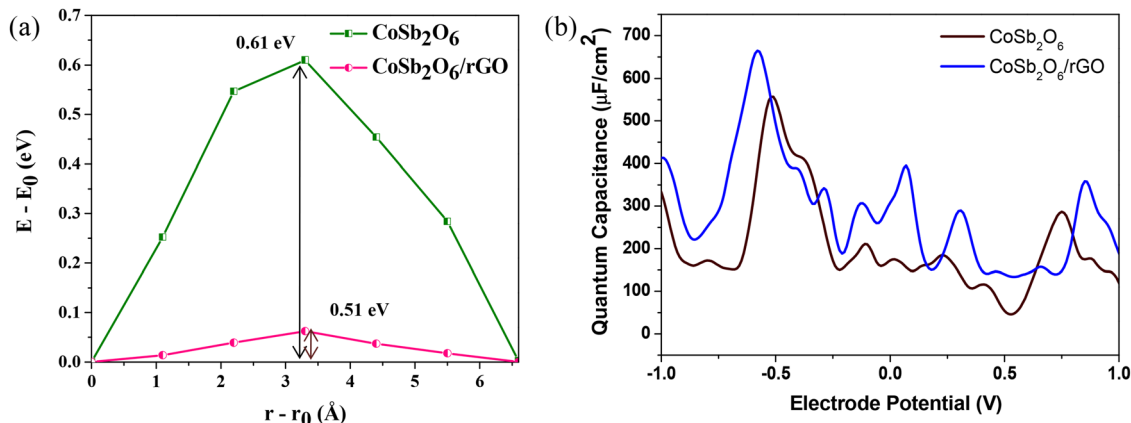 (a)
0.7
0.6
0.5
0.4
0.3
0.2
0.1
0.0
E - E₀ (eV)
0.61 eV
CoSb₂O₆
CoSb₂O₆/rGO
0.51 eV
0 1 2 3 4 5 6
r - r₀ (Å)
(b)
700
600
500
400
300
200
100
0
Quantum Capacitance (µF/cm²)
CoSb₂O₆
CoSb₂O₆/rGO
-1.0 -0.5 0.0 0.5 1.0
Electrode Potential (V)